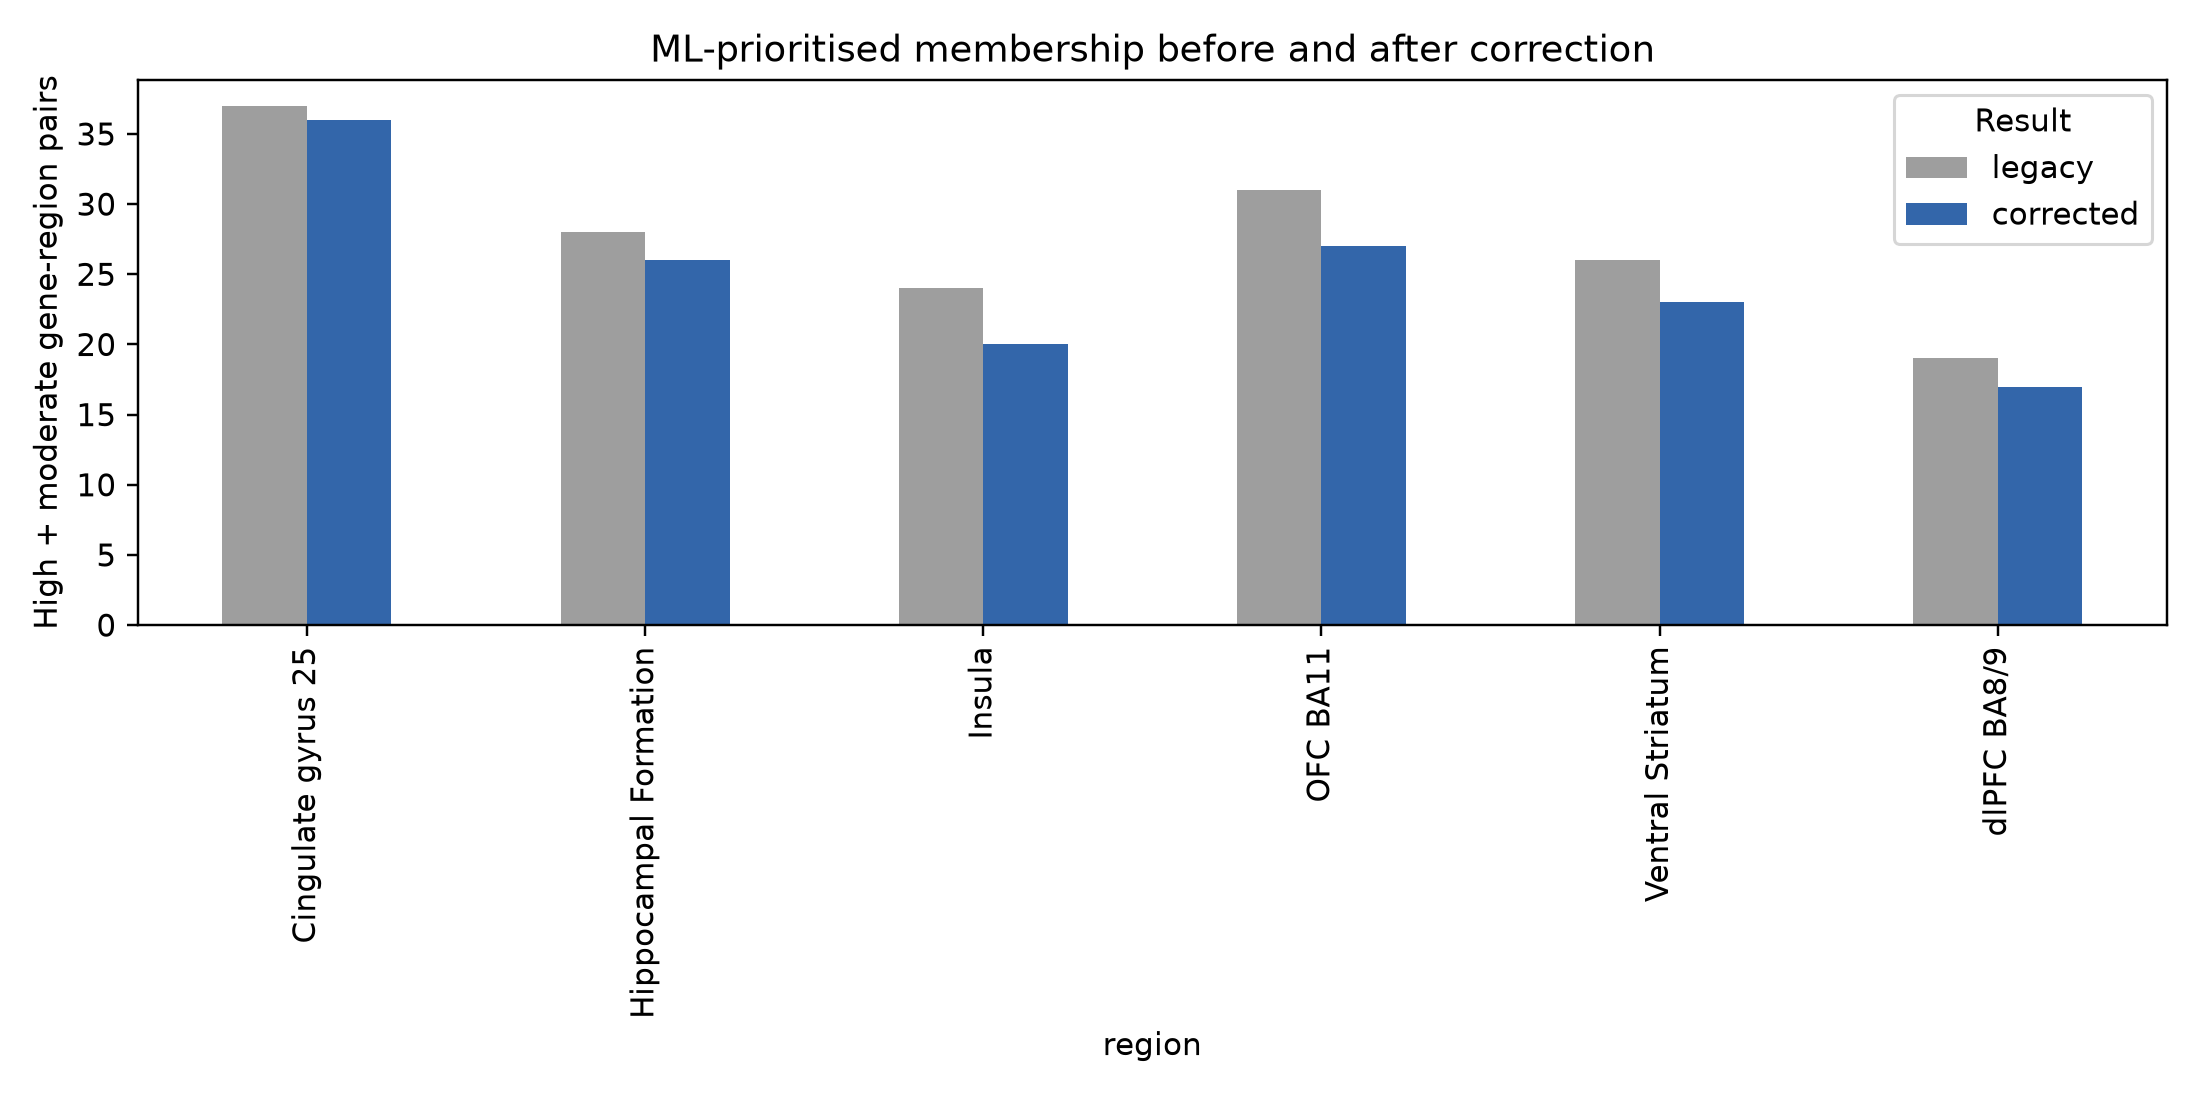 ML-prioritised membership before and after correction
High + moderate gene-region pairs
35
30
25
20
15
10
5
0
Result
legacy
corrected
Cingulate gyrus 25
Hippocampal Formation
Insula
OFC BA11
Ventral Striatum
dlPFC BA8/9
region